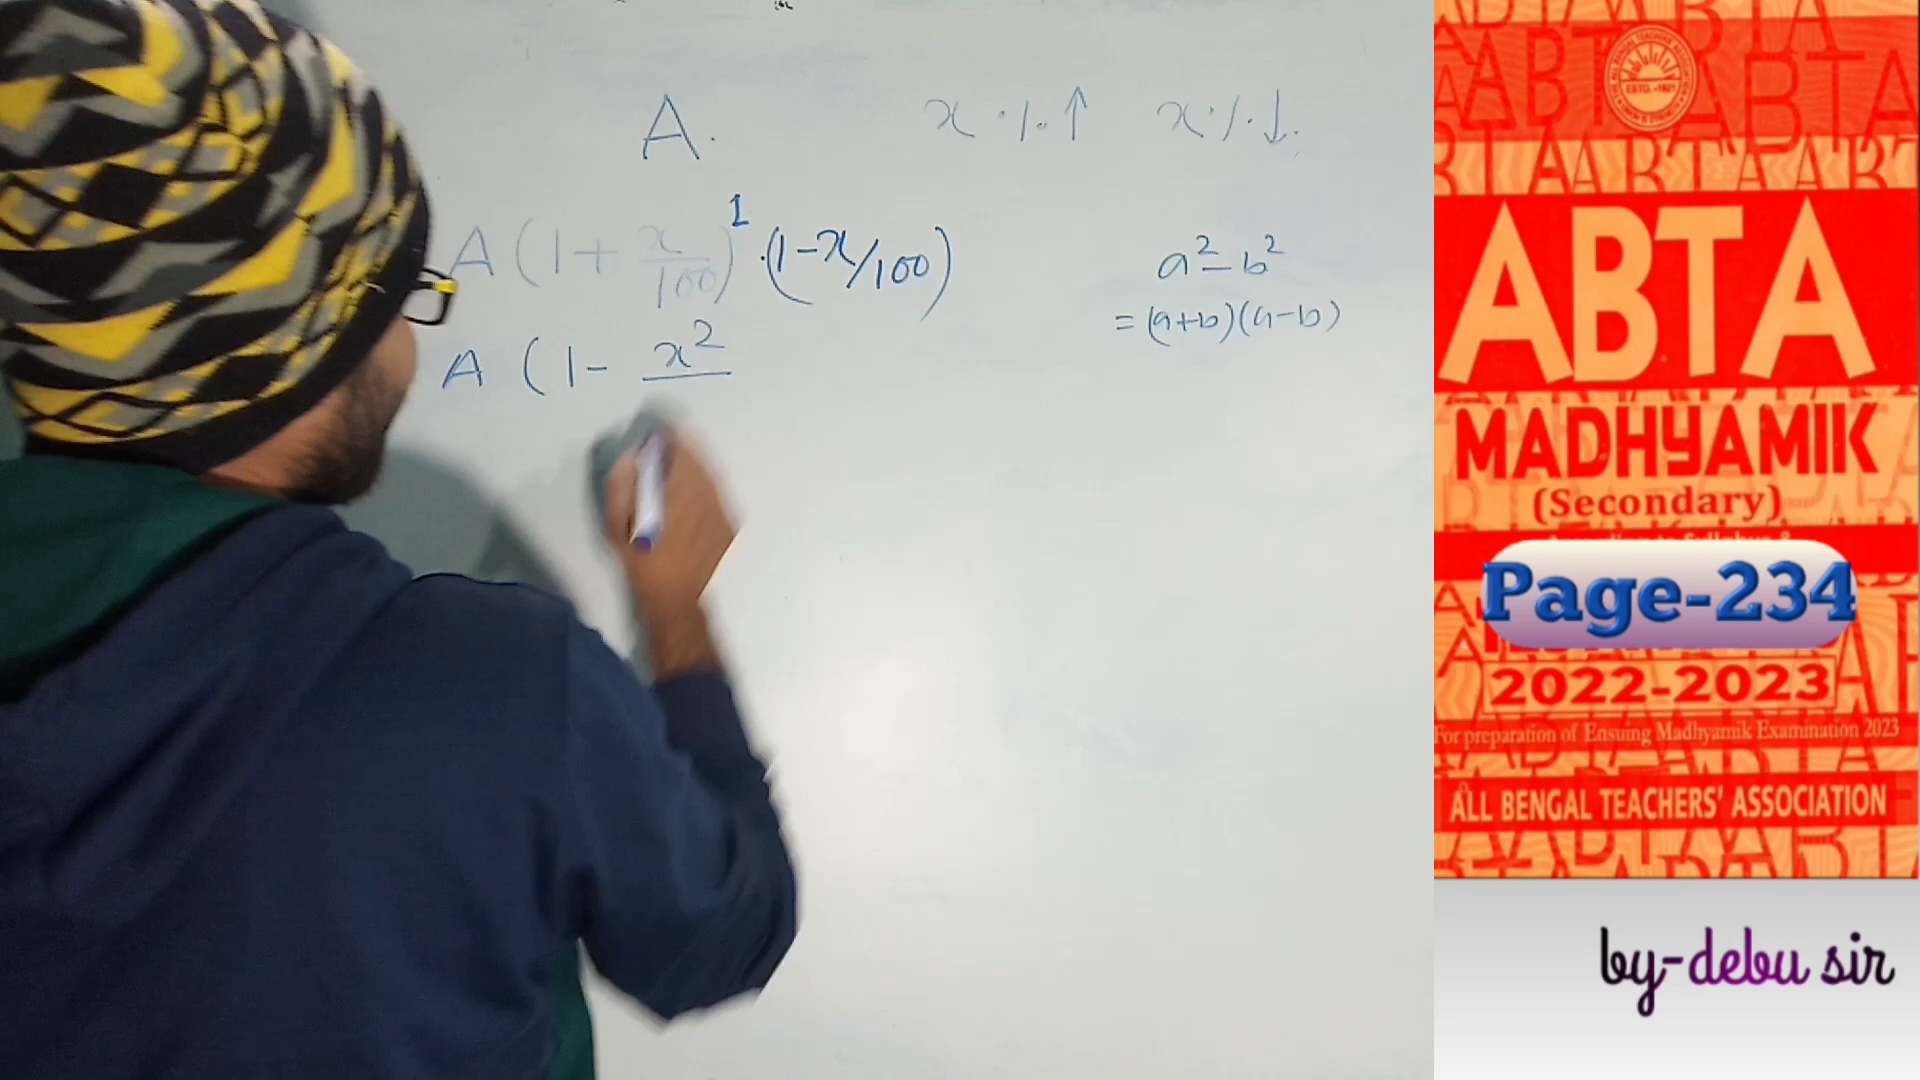 A. x % ↑ x % ↓.
A (1 + x/100)¹ · (1 - x/100)
a² - b²
= (a+b) (a-b)
A (1 - x²
ABTA
MADHYAMIK
(Secondary)
Page-234
2022-2023
For preparation of Ensuing Madhyamik Examination 2023
ALL BENGAL TEACHERS' ASSOCIATION
by-debu sir